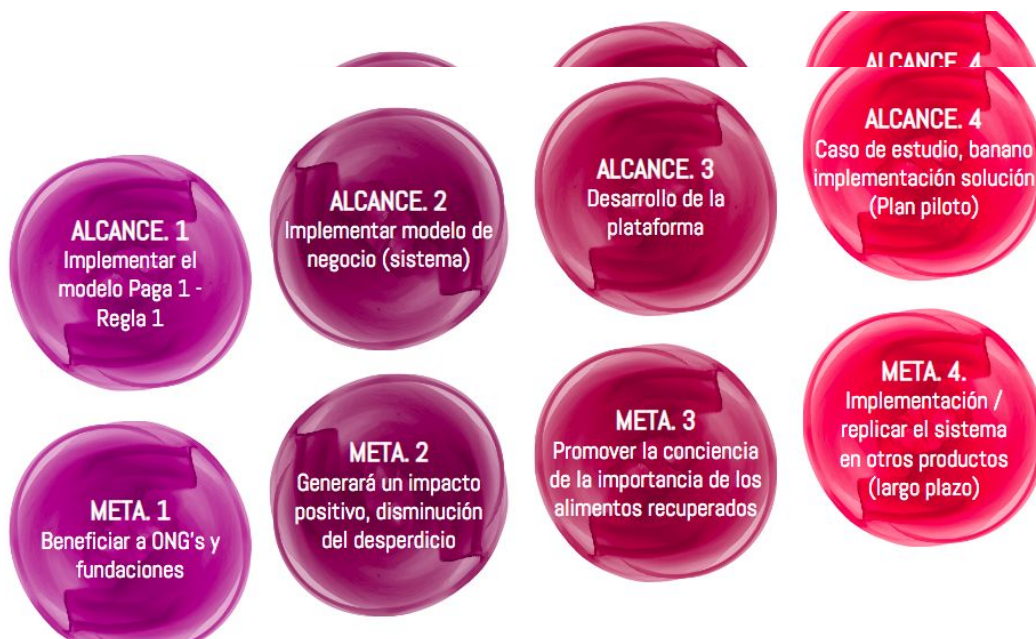 ALCANCE. 4
ALCANCE. 1
Implementar el
modelo Paga 1 -
Regla 1
ALCANCE. 2
Implementar modelo de
negocio (sistema)
ALCANCE. 3
Desarrollo de la
plataforma
ALCANCE. 4
Caso de estudio, banano
implementación solución
(Plan piloto)
META. 1
Beneficiar a ONG's y
fundaciones
META. 2
Generará un impacto
positivo, disminución
del desperdicio
META. 3
Promover la conciencia
de la importancia de los
alimentos recuperados
META. 4.
Implementación /
replicar el sistema
en otros productos
(largo plazo)